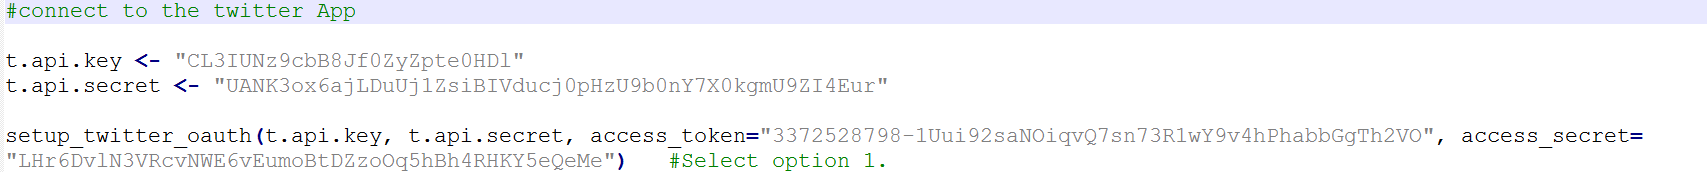 #connect to the twitter App
t.api.key <- "CL3IUNz9cbB8Jf0ZyZpte0HDl"
t.api.secret <- "UANK3ox6ajLDuUj1ZsiBIVducj0pHzU9b0nY7X0kgmU9ZI4Eur"
setup_twitter_oauth(t.api.key, t.api.secret, access_token="3372528798-1Uui92saNOiqvQ7sn73R1wY9v4hPhabbGgTh2VO", access_secret=
"LHr6DvlN3VRcvNWE6vEumoBtDZzoOq5hBh4RHKY5eQeMe")   #Select option 1.